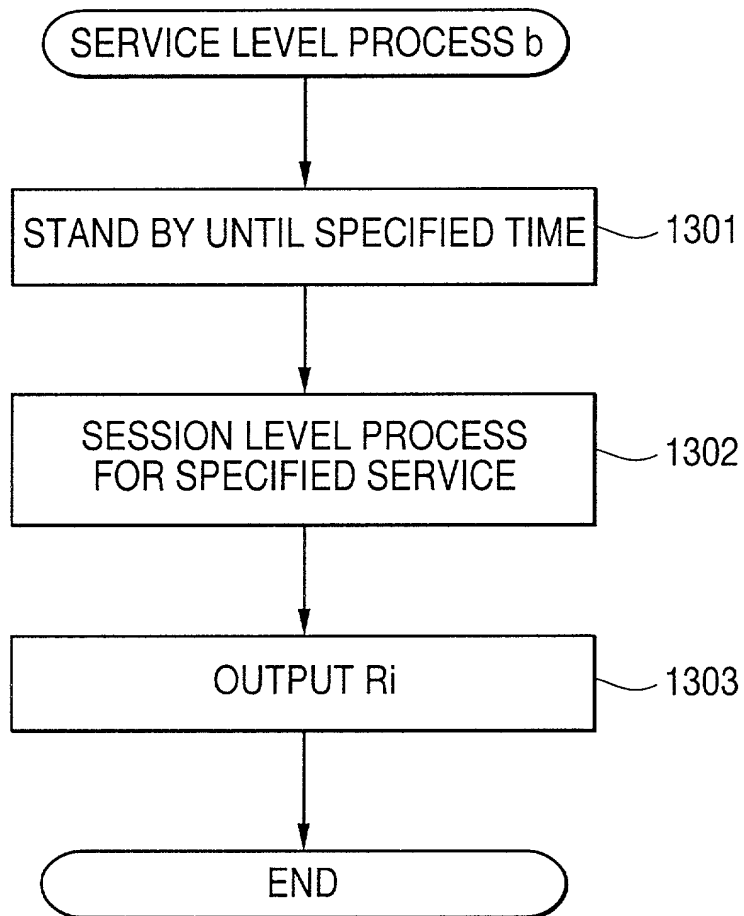 SERVICE LEVEL PROCESS b
STAND BY UNTIL SPECIFIED TIME
1301
SESSION LEVEL PROCESS
FOR SPECIFIED SERVICE
1302
OUTPUT Ri
1303
END